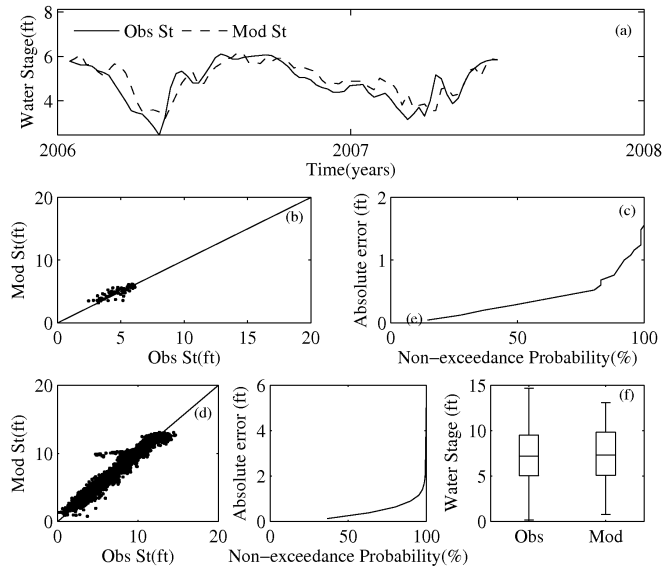 Obs St
Mod St
(a)
Water Stage(ft)
6
4
2006
2007
2008
Time(years)
20
10
0
Mod St(ft)
(b)
0
5
10
15
20
Obs St(ft)
2
1
0
Absolute error (ft)
(c)
(e)
0
50
100
Non−exceedance Probability(%)
20
10
0
Mod St(ft)
(d)
0
10
20
Obs St(ft)
6
4
2
0
Absolute error (ft)
0
50
100
Non−exceedance Probability(%)
15
10
5
0
Water Stage (ft)
(f)
Obs
Mod